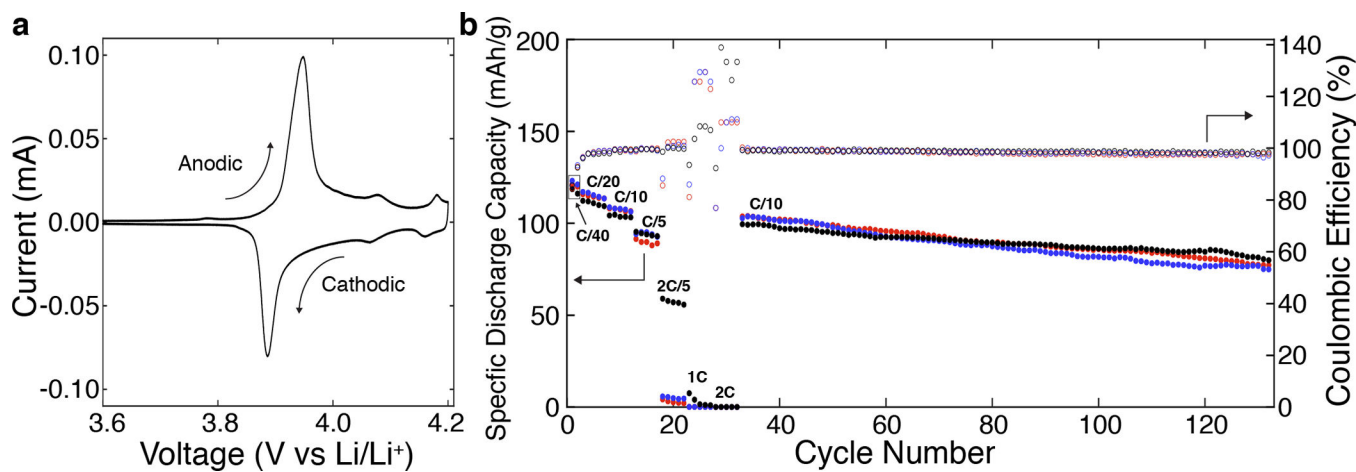 a
0.10
0.05
0.00
-0.05
-0.10
Current (mA)
Anodic
Cathodic
3.6
3.8
4.0
4.2
Voltage (V vs Li/Li⁺)
b
200
150
100
50
0
Specfic Discharge Capacity (mAh/g)
C/20
C/40
C/10
C/5
2C/5
1C
2C
C/10
0
20
40
60
80
100
120
Cycle Number
140
120
100
80
60
40
20
0
Coulombic Efficiency (%)